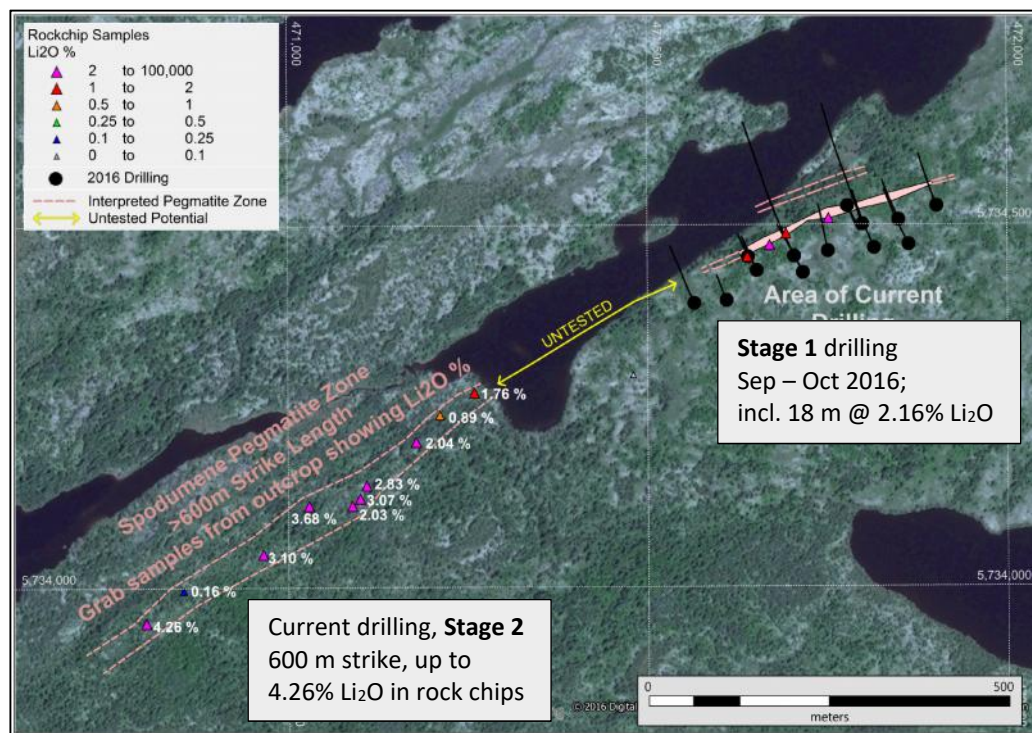 Rockchip Samples
Li2O %
2 to 100,000
1 to 2
0.5 to 1
0.25 to 0.5
0.1 to 0.25
0 to 0.1
2016 Drilling
Interpreted Pegmatite Zone
Untested Potential
471,000
472,000
5,734,500
Area of Current
Drilling
UNTESTED
Stage 1 drilling
Sep – Oct 2016;
incl. 18 m @ 2.16% Li₂O
Spodumene Pegmatite Zone
>600m Strike Length
Grab samples from outcrop showing Li2O %
1.76 %
0.89 %
2.04 %
2.83 %
3.07 %
2.03 %
3.68 %
3.10 %
0.16 %
4.26 %
5,734,000
Current drilling, Stage 2
600 m strike, up to
4.26% Li₂O in rock chips
0 500
meters
© 2016 Digital